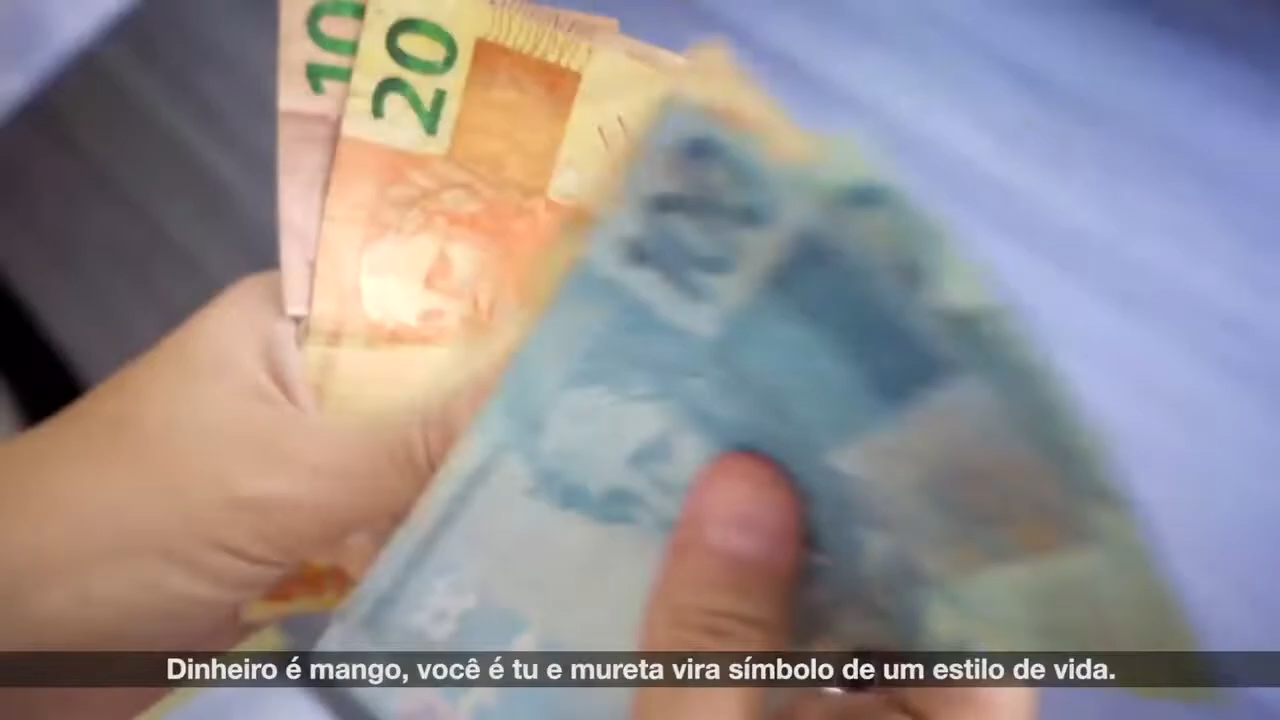 10
20
Dinheiro é mango, você é tu e mureta vira símbolo de um estilo de vida.